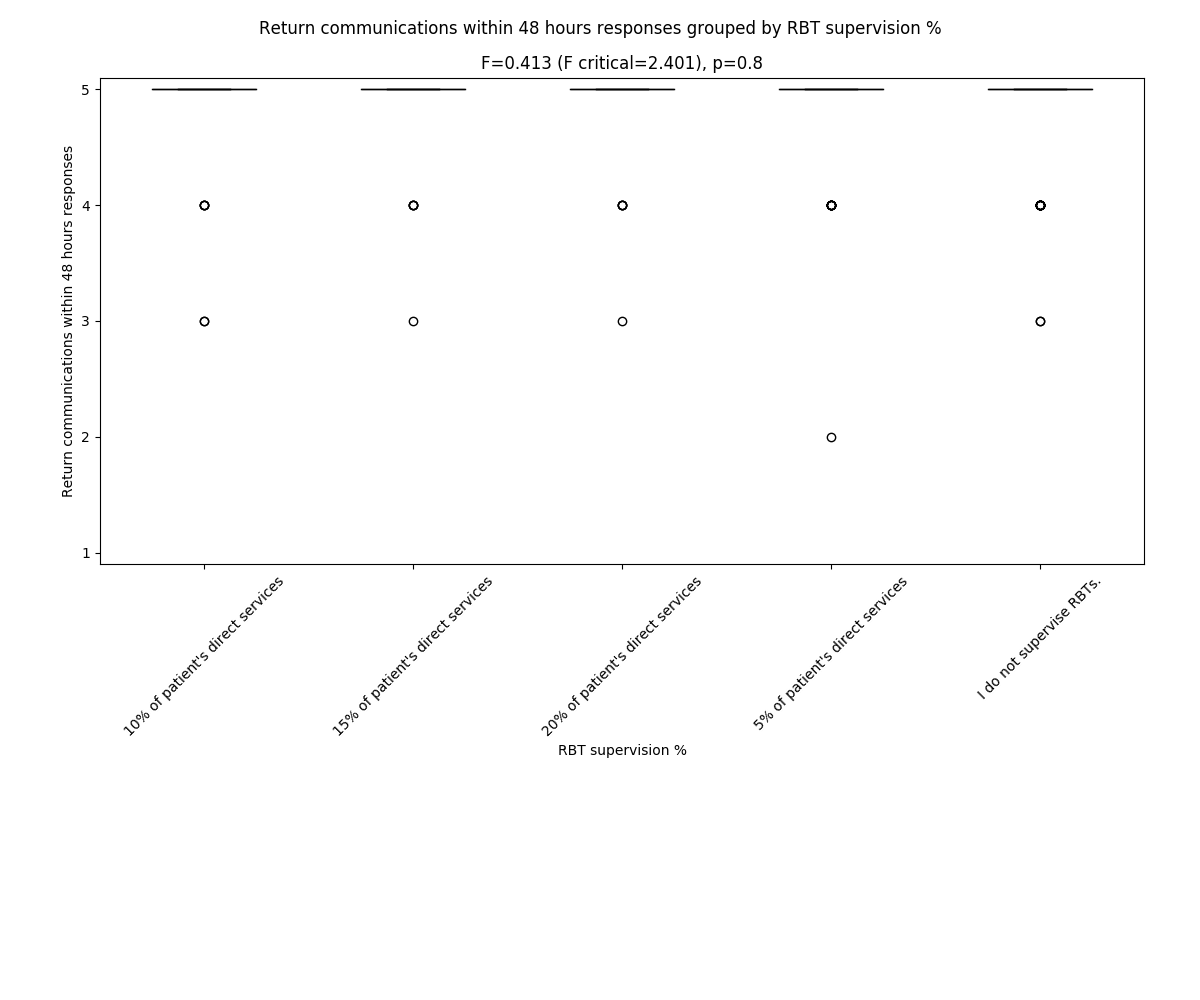 Return communications within 48 hours responses grouped by RBT supervision %
F=0.413 (F critical=2.401), p=0.8
Return communications within 48 hours responses
5
4
3
2
1
10% of patient's direct services
15% of patient's direct services
20% of patient's direct services
5% of patient's direct services
I do not supervise RBTs.
RBT supervision %